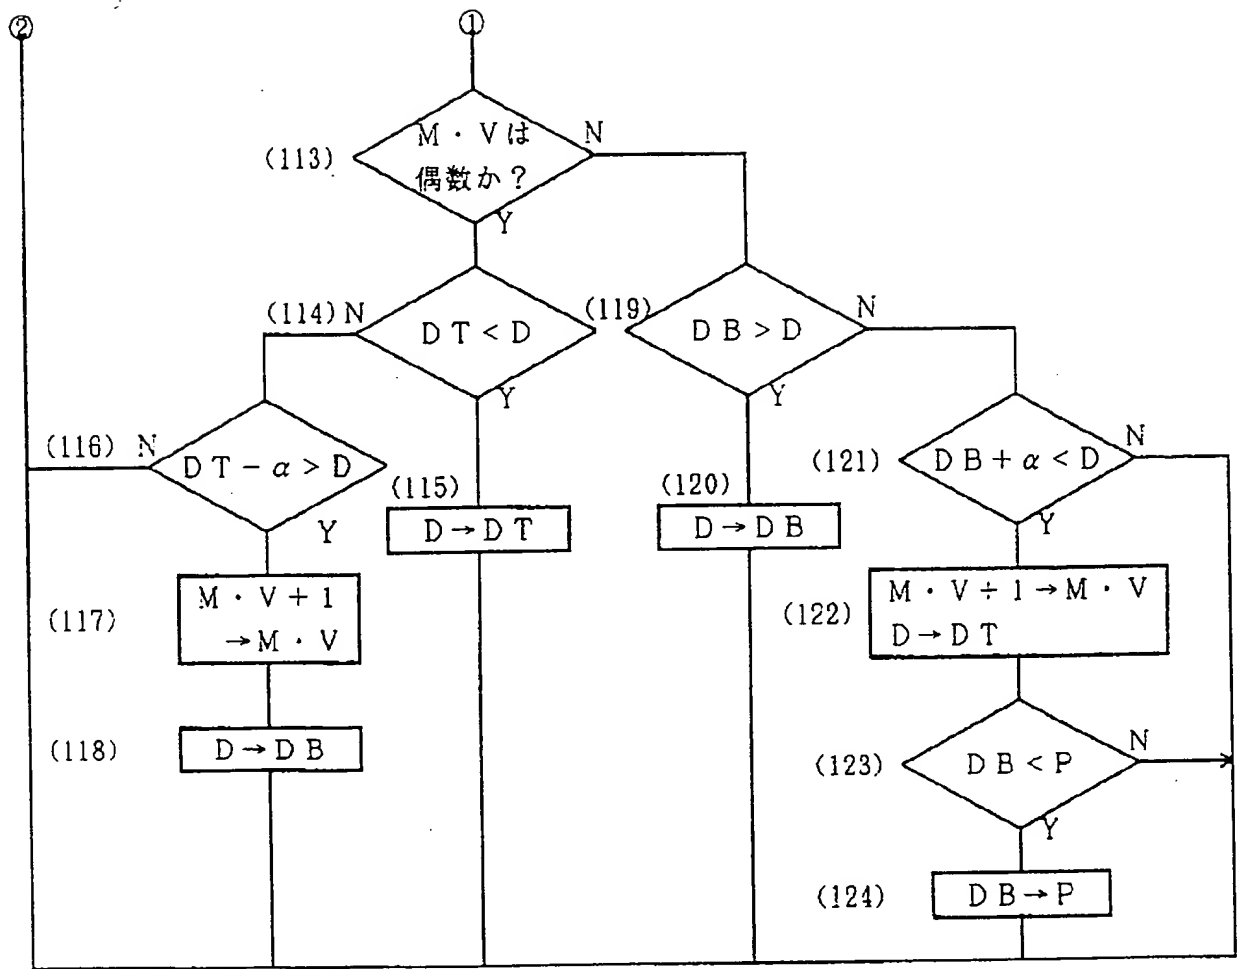 ②
①
M・Vは
偶数か?
N
(113)
Y
(114) N
DT<D
Y
(119)
DB>D
N
Y
(116) N
DT-α>D
Y
(115)
D→DT
(120)
D→DB
(121)
DB+α<D
N
Y
(117)
M・V+1
→M・V
(122)
M・V+1→M・V
D→DT
(118)
D→DB
(123)
DB<P
N
Y
(124)
DB→P